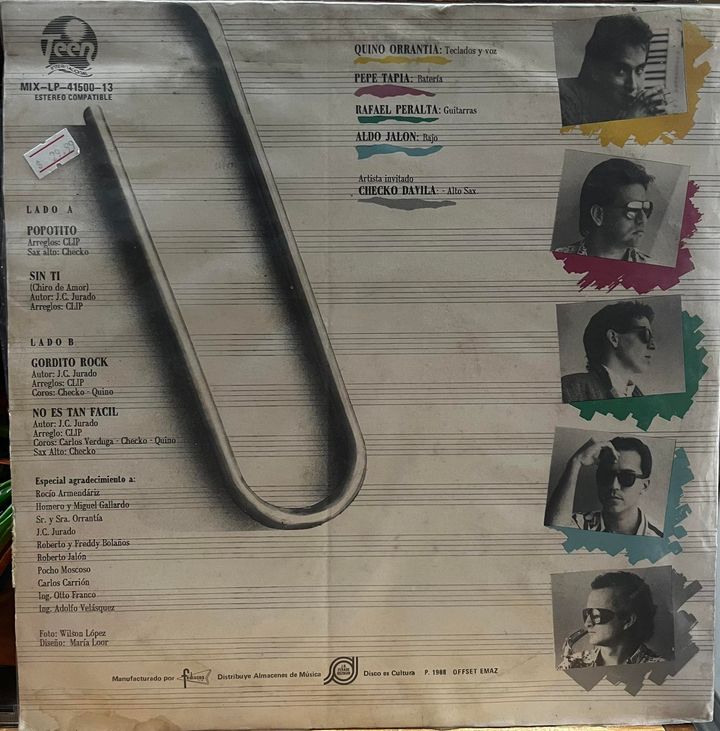 Teen
INTERNACIONAL
MIX-LP-41500-13
ESTEREO COMPATIBLE
QUINO ORRANTIA: Teclados y voz
PEPE TAPIA: Batería
RAFAEL PERALTA: Guitarras
ALDO JALON: Bajo
Artista invitado
CHECKO DAVILA: - Alto Sax.
LADO A
POPOTITO
Arreglos: CLIP
Sax alto: Checko
SIN TI
(Chiro de Amor)
Autor: J.C. Jurado
Arreglos: CLIP
LADO B
GORDITO ROCK
Autor: J.C. Jurado
Arreglos: CLIP
Coros: Checko - Quino
NO ES TAN FACIL
Autor: J.C. Jurado
Arreglo: CLIP
Coros: Carlos Verduga - Checko - Quino
Sax Alto: Checko
Especial agradecimiento a:
Rocío Armendáriz
Homero y Miguel Gallardo
Sr. y Sra. Orrantía
J.C. Jurado
Roberto y Freddy Bolaños
Roberto Jalón
Pocho Moscoso
Carlos Carrión
Ing. Otto Franco
Ing. Adolfo Velásquez
Foto: Wilson López
Diseño: María Loor
Manufacturado por fediscos Distribuye Almacenes de Música J.D. FERAUD GUZMAN Disco es Cultura P. 1988 OFFSET EMAZ